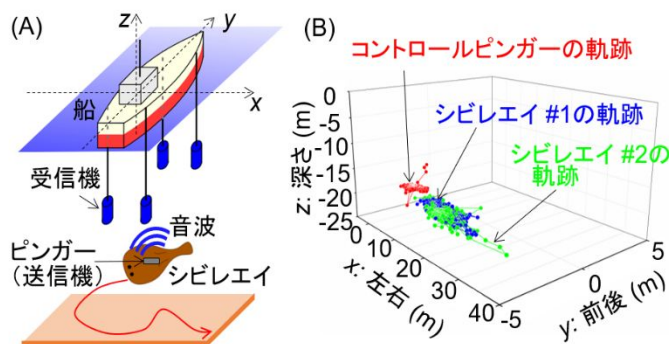 (A)
z
y
x
船
受信機
音波
ピンガー
(送信機)
シビレエイ
(B)
コントロールピンガーの軌跡
シビレエイ #1の軌跡
シビレエイ #2の
軌跡
z: 深さ (m)
0
-5
-10
-15
-20
-25
x: 左右 (m)
0
10
20
30
40
y: 前後 (m)
-5
0
5